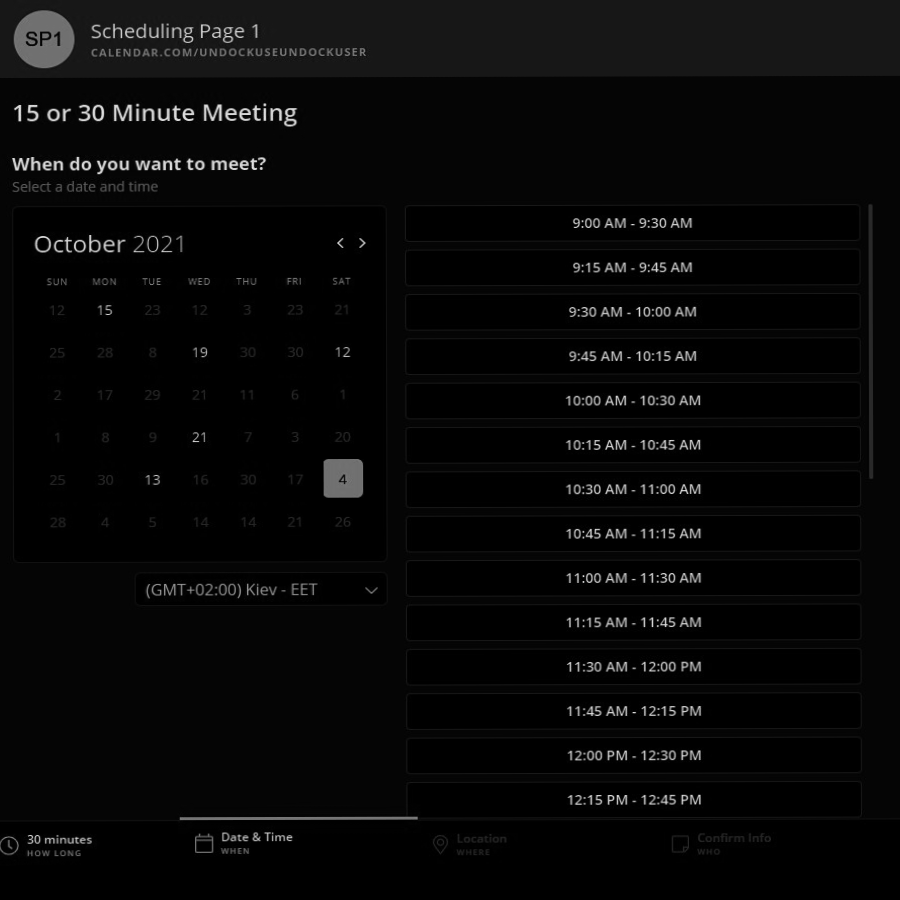 SP1
Scheduling Page 1
CALENDAR.COM/UNDOCKUSEUNDOCKUSER
15 or 30 Minute Meeting
When do you want to meet?
Select a date and time
October 2021
SUN MON TUE WED THU FRI SAT
12 15 23 12 3 23 21
25 28 8 19 30 30 12
2 17 29 21 11 6 1
1 8 9 21 7 3 20
25 30 13 16 30 17 4
28 4 5 14 14 21 26
(GMT+02:00) Kiev - EET
9:00 AM - 9:30 AM
9:15 AM - 9:45 AM
9:30 AM - 10:00 AM
9:45 AM - 10:15 AM
10:00 AM - 10:30 AM
10:15 AM - 10:45 AM
10:30 AM - 11:00 AM
10:45 AM - 11:15 AM
11:00 AM - 11:30 AM
11:15 AM - 11:45 AM
11:30 AM - 12:00 PM
11:45 AM - 12:15 PM
12:00 PM - 12:30 PM
12:15 PM - 12:45 PM
30 minutes
HOW LONG
Date & Time
WHEN
Location
WHERE
Confirm Info
WHO